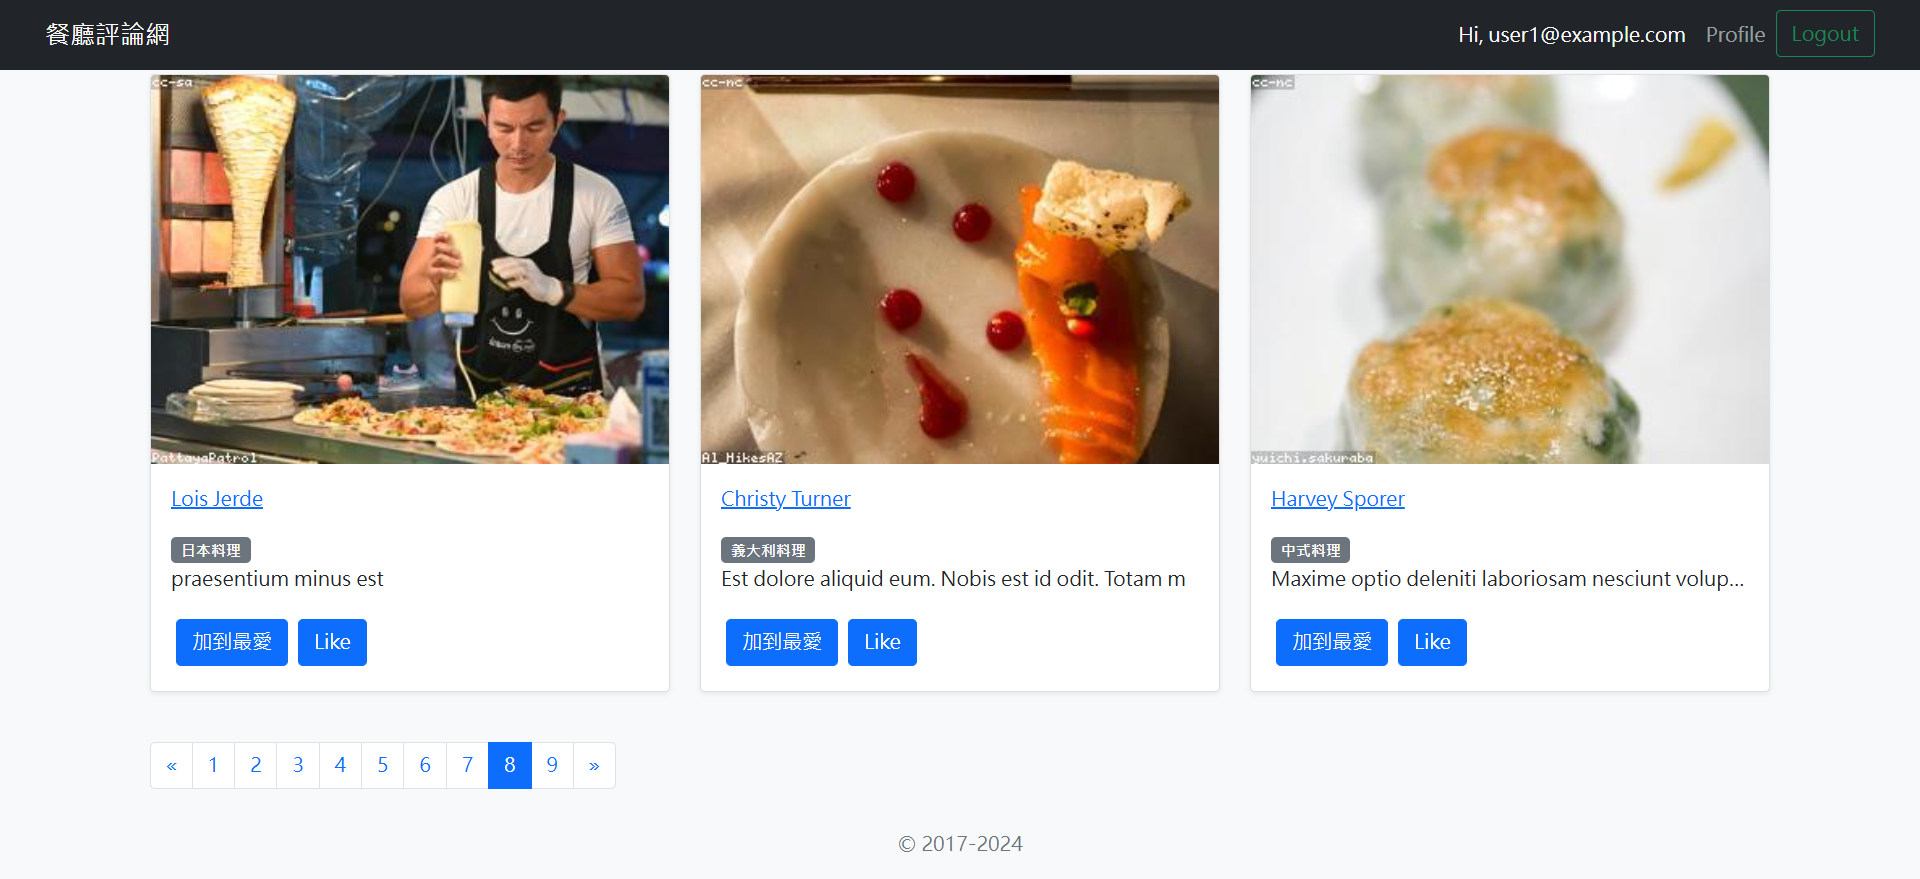 餐廳評論網
Hi, user1@example.com Profile Logout
cc-sa
cc-nc
cc-nc
PattayaPatrol
Al_HikesAZ
yuichi.sakuraba
Lois Jerde
日本料理
praesentium minus est
加到最愛 Like
Christy Turner
義大利料理
Est dolore aliquid eum. Nobis est id odit. Totam m
加到最愛 Like
Harvey Sporer
中式料理
Maxime optio deleniti laboriosam nesciunt volup...
加到最愛 Like
« 1 2 3 4 5 6 7 8 9 »
© 2017-2024